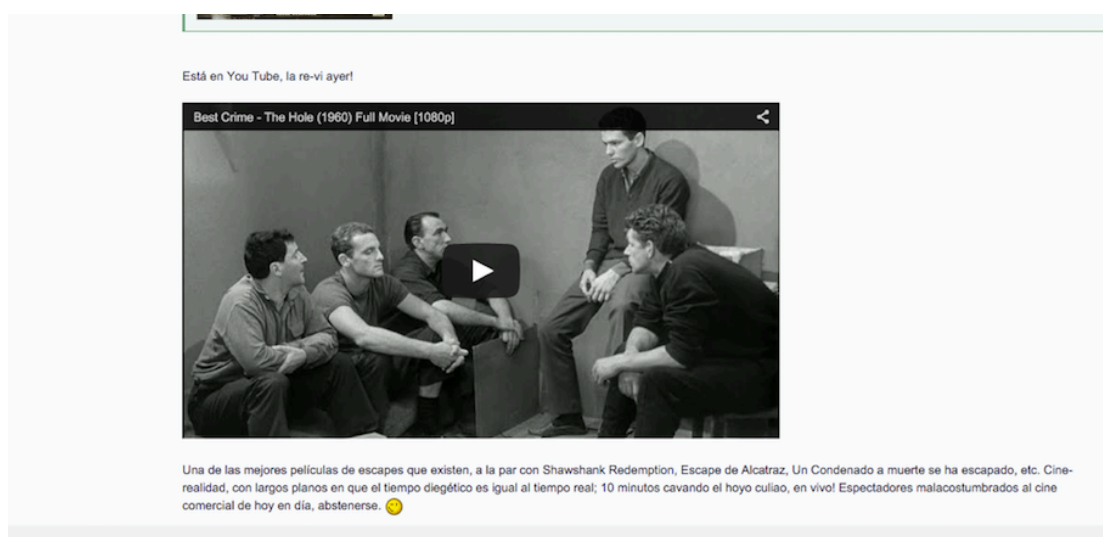 Está en You Tube, la re-vi ayer!
Best Crime - The Hole (1960) Full Movie [1080p]
Una de las mejores películas de escapes que existen, a la par con Shawshank Redemption, Escape de Alcatraz, Un Condenado a muerte se ha escapado, etc. Cine-
realidad, con largos planos en que el tiempo diegético es igual al tiempo real; 10 minutos cavando el hoyo culiao, en vivo! Espectadores malacostumbrados al cine
comercial de hoy en día, abstenerse.